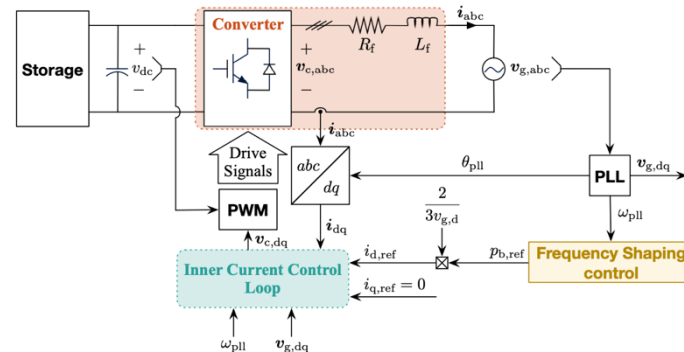 Converter
i_abc
Storage
+
v_dc
−
+
v_c,abc
−
R_f
L_f
v_g,abc
i_abc
Drive
Signals
abc
dq
θ_pll
PLL
v_g,dq
PWM
i_dq
2
3v_g,d
ω_pll
v_c,dq
Inner Current Control
Loop
i_d,ref
p_b,ref
Frequency Shaping
control
i_q,ref = 0
ω_pll
v_g,dq